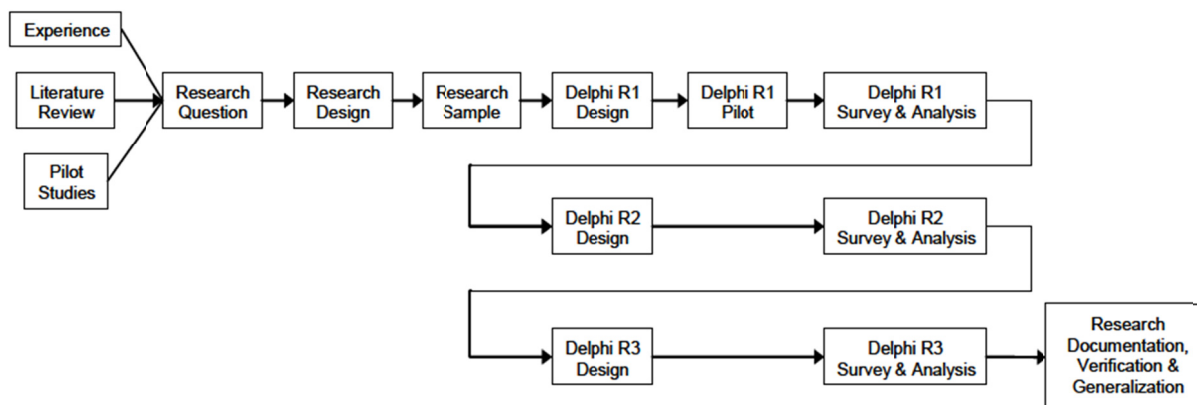 Experience
Literature
Review
Pilot
Studies
Research
Question
Research
Design
Research
Sample
Delphi R1
Design
Delphi R1
Pilot
Delphi R1
Survey & Analysis
Delphi R2
Design
Delphi R2
Survey & Analysis
Delphi R3
Design
Delphi R3
Survey & Analysis
Research
Documentation,
Verification &
Generalization